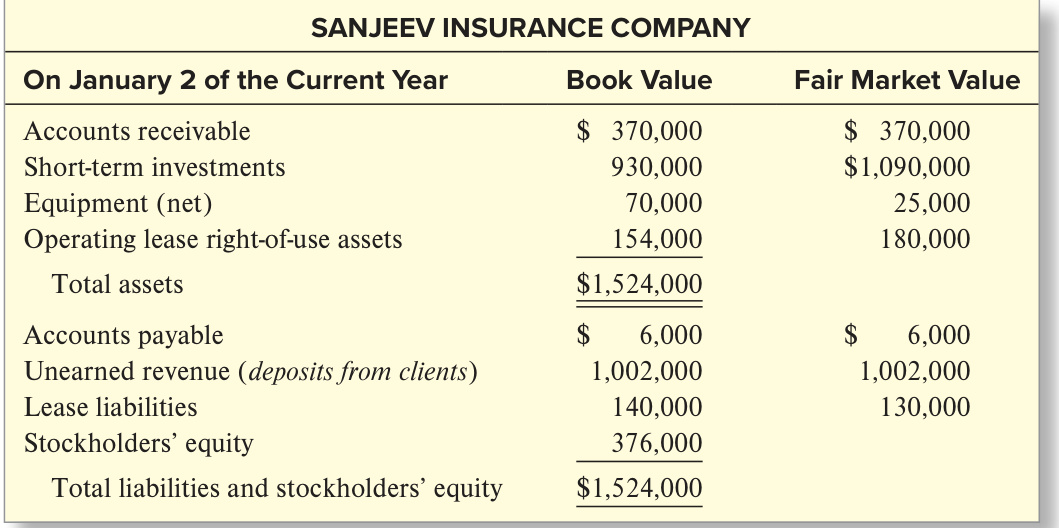 SANJEEV INSURANCE COMPANY
On January 2 of the Current Year Book Value Fair Market Value
Accounts receivable $ 370,000 $ 370,000
Short-term investments 930,000 $1,090,000
Equipment (net) 70,000 25,000
Operating lease right-of-use assets 154,000 180,000
Total assets $1,524,000
Accounts payable $ 6,000 $ 6,000
Unearned revenue (deposits from clients) 1,002,000 1,002,000
Lease liabilities 140,000 130,000
Stockholders’ equity 376,000
Total liabilities and stockholders’ equity $1,524,000